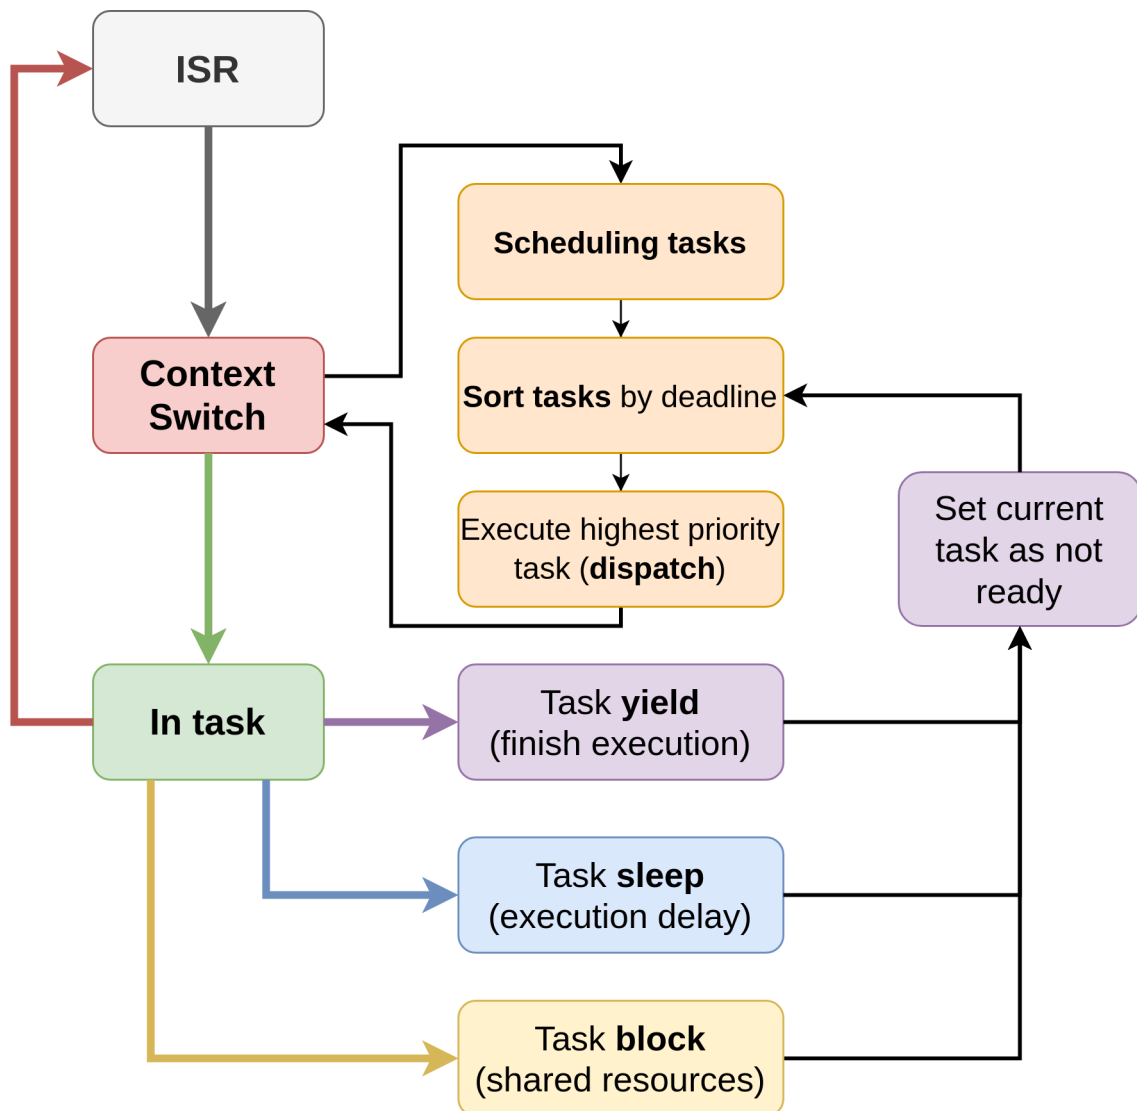 ISR
Scheduling tasks
Context
Switch
Sort tasks by deadline
Execute highest priority
task (dispatch)
Set current
task as not
ready
In task
Task yield
(finish execution)
Task sleep
(execution delay)
Task block
(shared resources)